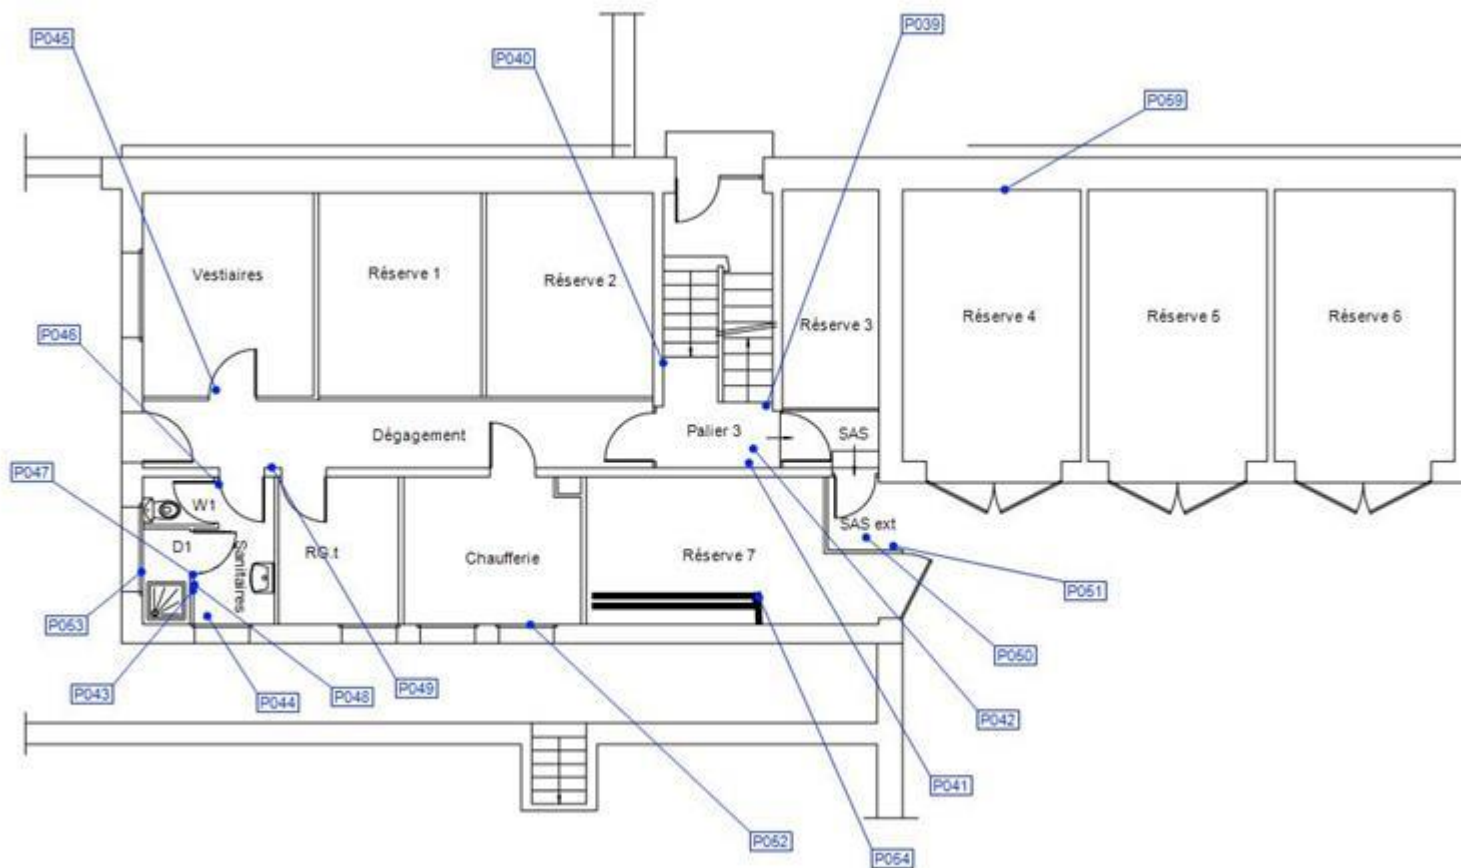 P039
P045
P040
P059
Vestiaires
Réserve 1
Réserve 2
Réserve 3
Réserve 4
Réserve 5
Réserve 6
P046
Dégagement
Palier 3
SAS
P047
W1
SAS ext
D1
Sanitaires
RG.t
Chaufferie
Réserve 7
P053
P051
P050
P043
P044
P048
P049
P042
P041
P052
P054